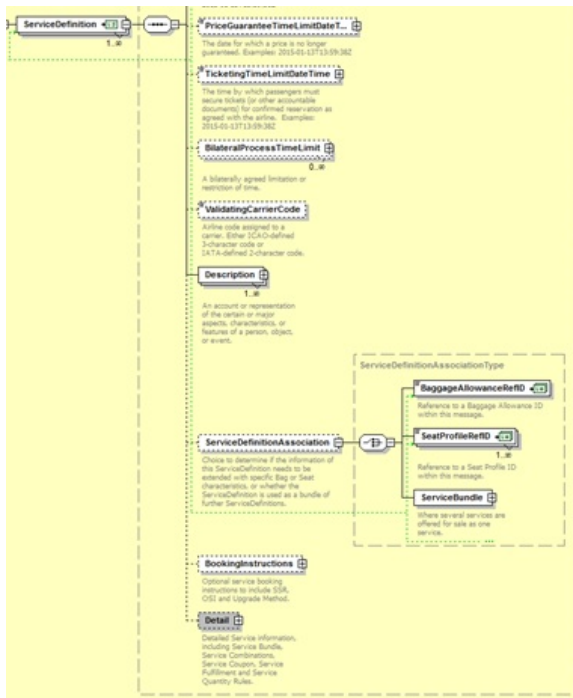 ServiceDefinition
1..∞
PriceGuaranteeTimeLimitDateT...
The date for which a price is no longer
guaranteed. Examples: 2015-01-13T13:59:38Z
TicketingTimeLimitDateTime
The time by which passengers must
secure tickets (or other accountable
documents) for confirmed reservation as
agreed with the airline. Examples:
2015-01-13T13:59:38Z
BilateralProcessTimeLimit
0..∞
A bilaterally agreed limitation or
restriction of time.
ValidatingCarrierCode
Airline code assigned to a
carrier. Either ICAO-defined
3-character code or
IATA-defined 2-character code.
Description
1..∞
An account or representation
of the certain or major
aspects, characteristics, or
features of a person, object,
or event.
ServiceDefinitionAssociationType
BaggageAllowanceRefID
Reference to a Baggage Allowance ID
within this message.
ServiceDefinitionAssociation
Choice to determine if the information of
this ServiceDefinition needs to be
extended with specific Bag or Seat
characteristics, or whether the
ServiceDefinition is used as a bundle of
further ServiceDefinitions.
SeatProfileRefID
1..∞
Reference to a Seat Profile ID
within this message.
ServiceBundle
Where several services are
offered for sale as one
service.
BookingInstructions
Optional service booking
instructions to include SSR,
OSI and Upgrade Method.
Detail
Detailed Service information,
including Service Bundle,
Service Combinations,
Service Coupon, Service
Fulfillment and Service
Quantity Rules.